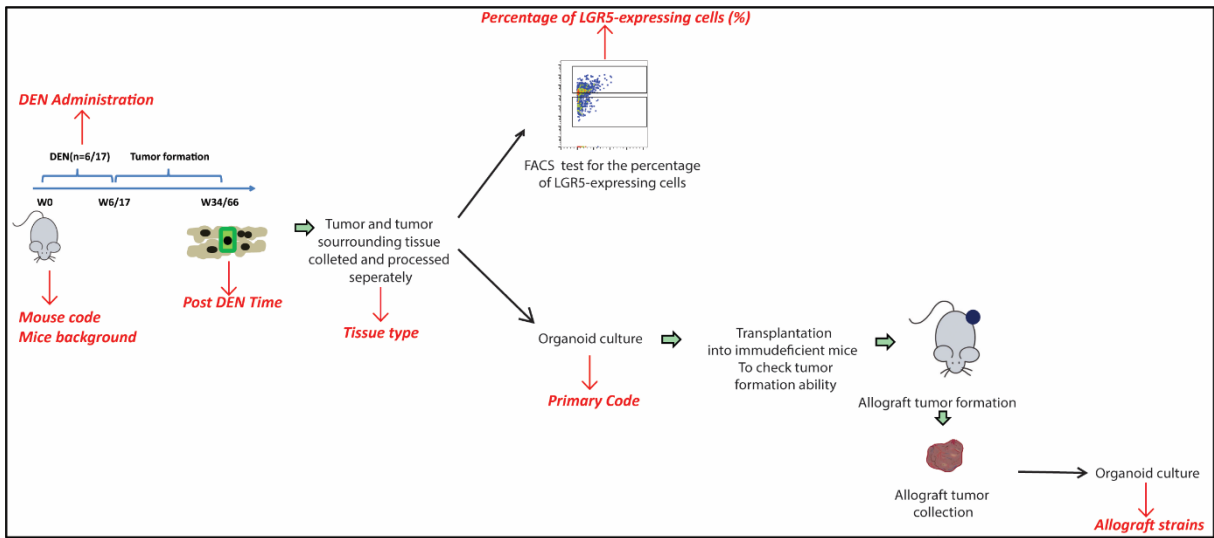 Percentage of LGR5-expressing cells (%)
DEN Administration
DEN(n=6/17) Tumor formation
W0 W6/17 W34/66
FACS test for the percentage
of LGR5-expressing cells
Tumor and tumor
sourrounding tissue
colleted and processed
seperately
Mouse code
Mice background
Post DEN Time
Tissue type
Organoid culture
Primary Code
Transplantation
into immudeficient mice
To check tumor
formation ability
Allograft tumor formation
Allograft tumor
collection
Organoid culture
Allograft strains